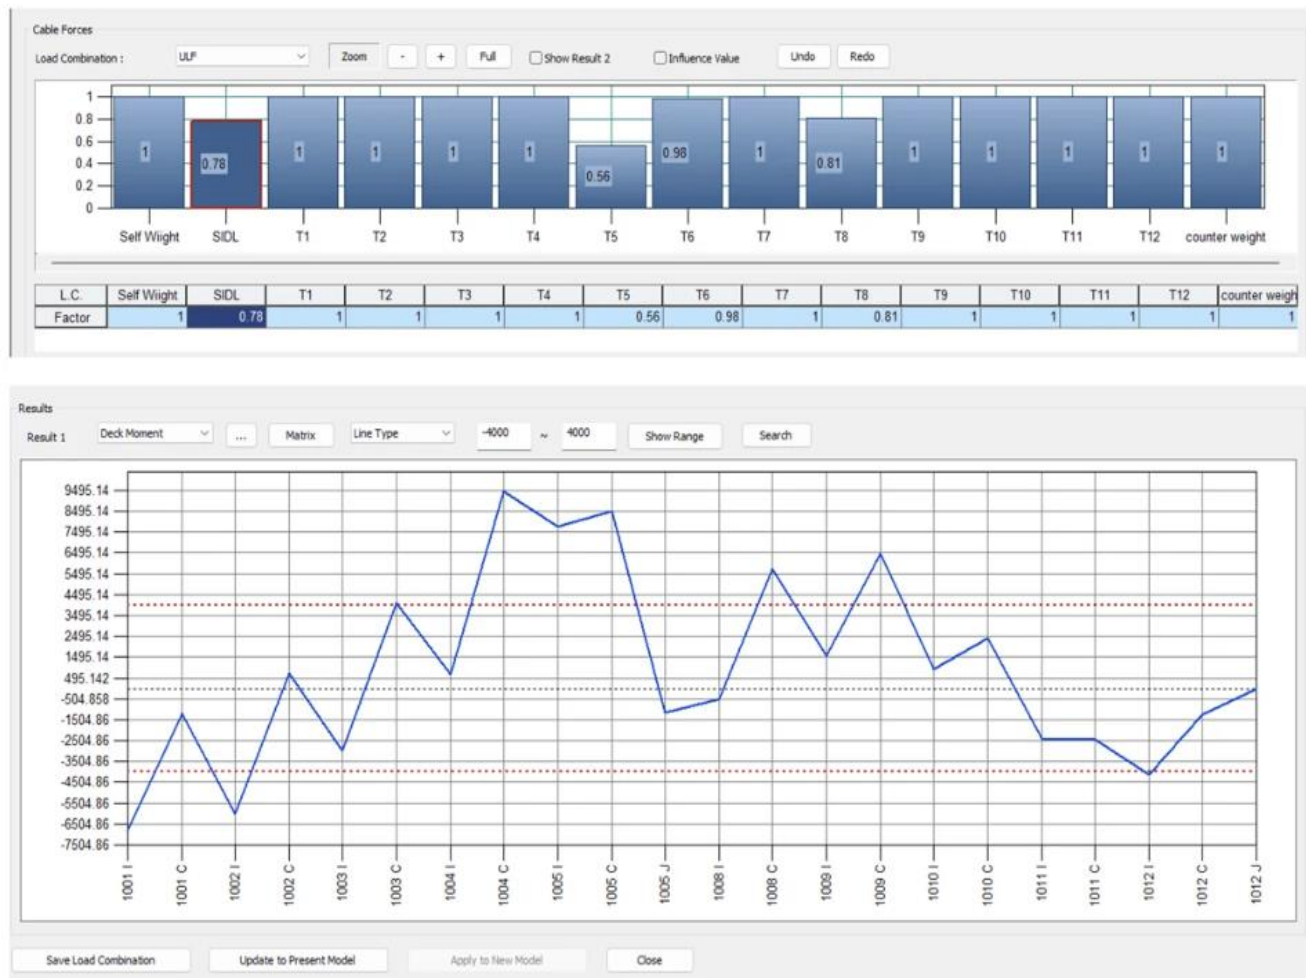 Cable Forces
Load Combination : ULF Zoom - + Full Show Result 2 Influence Value Undo Redo
1
0.8
0.6
0.4
0.2
0
1 0.78 1 1 1 1 0.56 0.98 1 0.81 1 1 1 1 1
Self Wiight SIDL T1 T2 T3 T4 T5 T6 T7 T8 T9 T10 T11 T12 counter weight
L.C. Self Wiight SIDL T1 T2 T3 T4 T5 T6 T7 T8 T9 T10 T11 T12 counter weigh
Factor 1 0.78 1 1 1 1 0.56 0.98 1 0.81 1 1 1 1 1
Results
Result 1 Deck Moment ... Matrix Line Type -4000 ~ 4000 Show Range Search
9495.14
8495.14
7495.14
6495.14
5495.14
4495.14
3495.14
2495.14
1495.14
495.142
-504.858
-1504.86
-2504.86
-3504.86
-4504.86
-5504.86
-6504.86
-7504.86
1001 I 1001 C 1002 I 1002 C 1003 I 1003 C 1004 I 1004 C 1005 I 1005 C 1005 J 1008 I 1008 C 1009 I 1009 C 1010 I 1010 C 1011 I 1011 C 1012 I 1012 C 1012 J
Save Load Combination Update to Present Model Apply to New Model Close